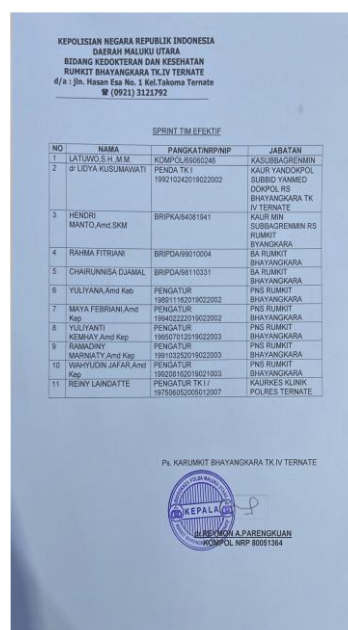 KEPOLISIAN NEGARA REPUBLIK INDONESIA
DAERAH MALUKU UTARA
BIDANG KEDOKTERAN DAN KESEHATAN
RUMKIT BHAYANGKARA TK.IV TERNATE
d/a : jln. Hasan Esa No. 1 Kel.Takoma Ternate
☎ (0921) 3121792
SPRINT TIM EFEKTIF
NO NAMA PANGKAT/NRP/NIP JABATAN
1 LATUWO.S.H.,M.M. KOMPOL/69060246 KASUBBAGRENMIN
2 dr LIDYA KUSUMAWATI PENDA TK I KAUR YANDOKPOL
199210242019022002 SUBBID YANMED
DOKPOL RS
BHAYANGKARA TK
IV TERNATE
3 HENDRI BRIPKA/84081941 KAUR MIN
MANTO,Amd.SKM SUBBAGRENMIN RS
RUMKIT
BYANGKARA
4 RAHMA FITRIANI BRIPDA/99010004 BA RUMKIT
BHAYANGKARA
5 CHAIRUNNISA DJAMAL BRIPDA/98110331 BA RUMKIT
BHAYANGKARA
6 YULIYANA,Amd Keb PENGATUR PNS RUMKIT
198911162019022002 BHAYANGKARA
7 MAYA FEBRIANI,Amd PENGATUR PNS RUMKIT
Kep 199402222019022002 BHAYANGKARA
8 YULIYANTI PENGATUR PNS RUMKIT
KEMHAY,Amd Kep 199507012019022003 BHAYANGKARA
9 RAMADINY PENGATUR PNS RUMKIT
MARNIATY,Amd Kep 199103252019022003 BHAYANGKARA
10 WAHYUDIN JAFAR,Amd PENGATUR PNS RUMKIT
Kep 199208162019021003 BHAYANGKARA
11 REINY LAINDATTE PENGATUR TK I / KAURKES KLINIK
197506052005012007 POLRES TERNATE
Ps. KARUMKIT BHAYANGKARA TK.IV TERNATE
KEPALA
dr.REYMON A.PARENGKUAN
KOMPOL NRP 80051364